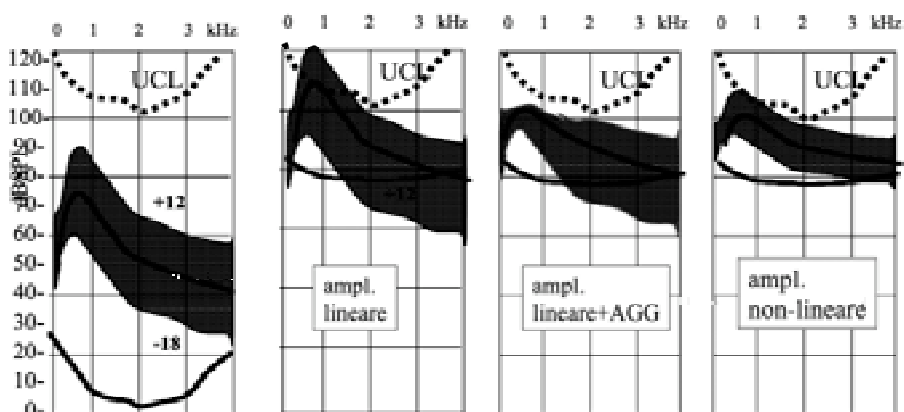 0 1 2 3 kHz
0 1 2 3 kHz
0 1 2 3 kHz
0 1 2 3 kHz
120-
110-
100-
90-
80-
70-
60-
50-
40-
30-
20-
10-
0-
UCL
+12
-18
UCL
+12
ampl.
lineare
UCL
ampl.
lineare+AGG
UCL
ampl.
non-lineare